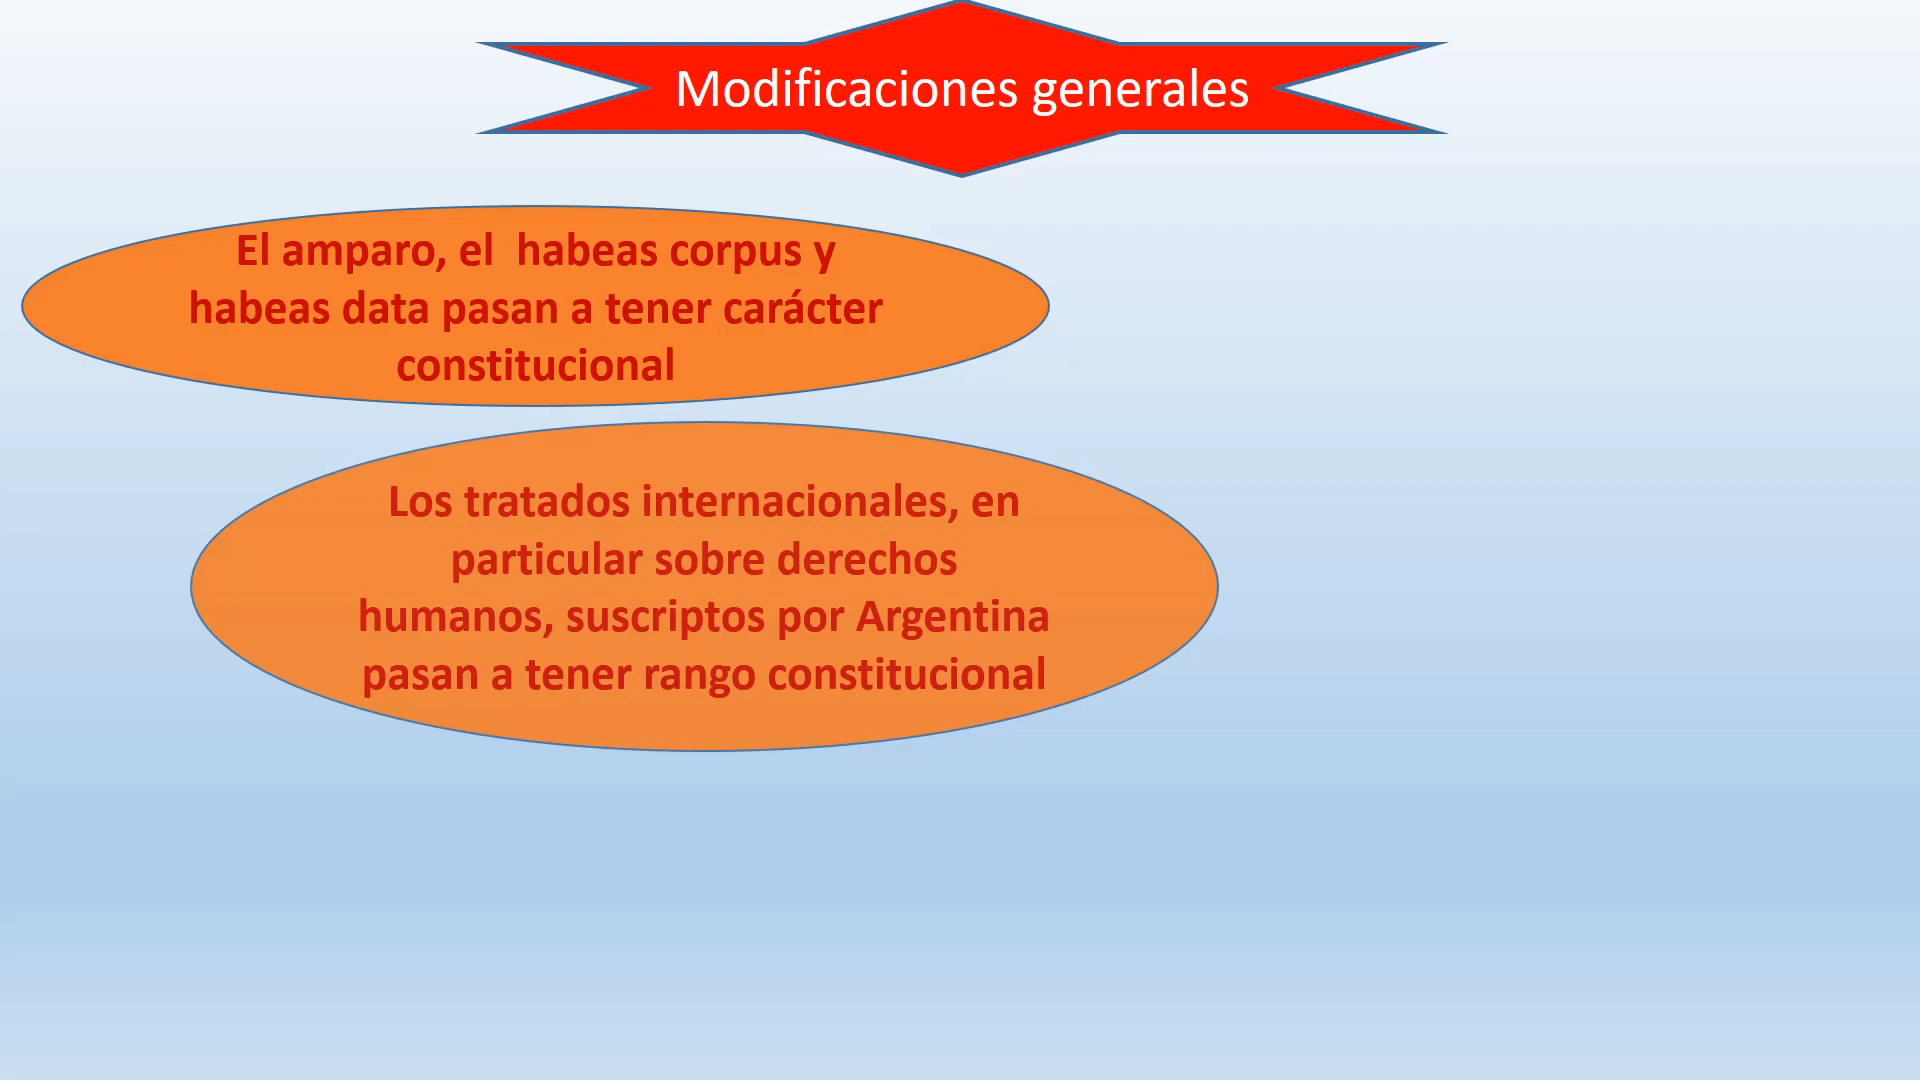 Modificaciones generales
El amparo, el  habeas corpus y
habeas data pasan a tener carácter
constitucional
Los tratados internacionales, en
particular sobre derechos
humanos, suscriptos por Argentina
pasan a tener rango constitucional